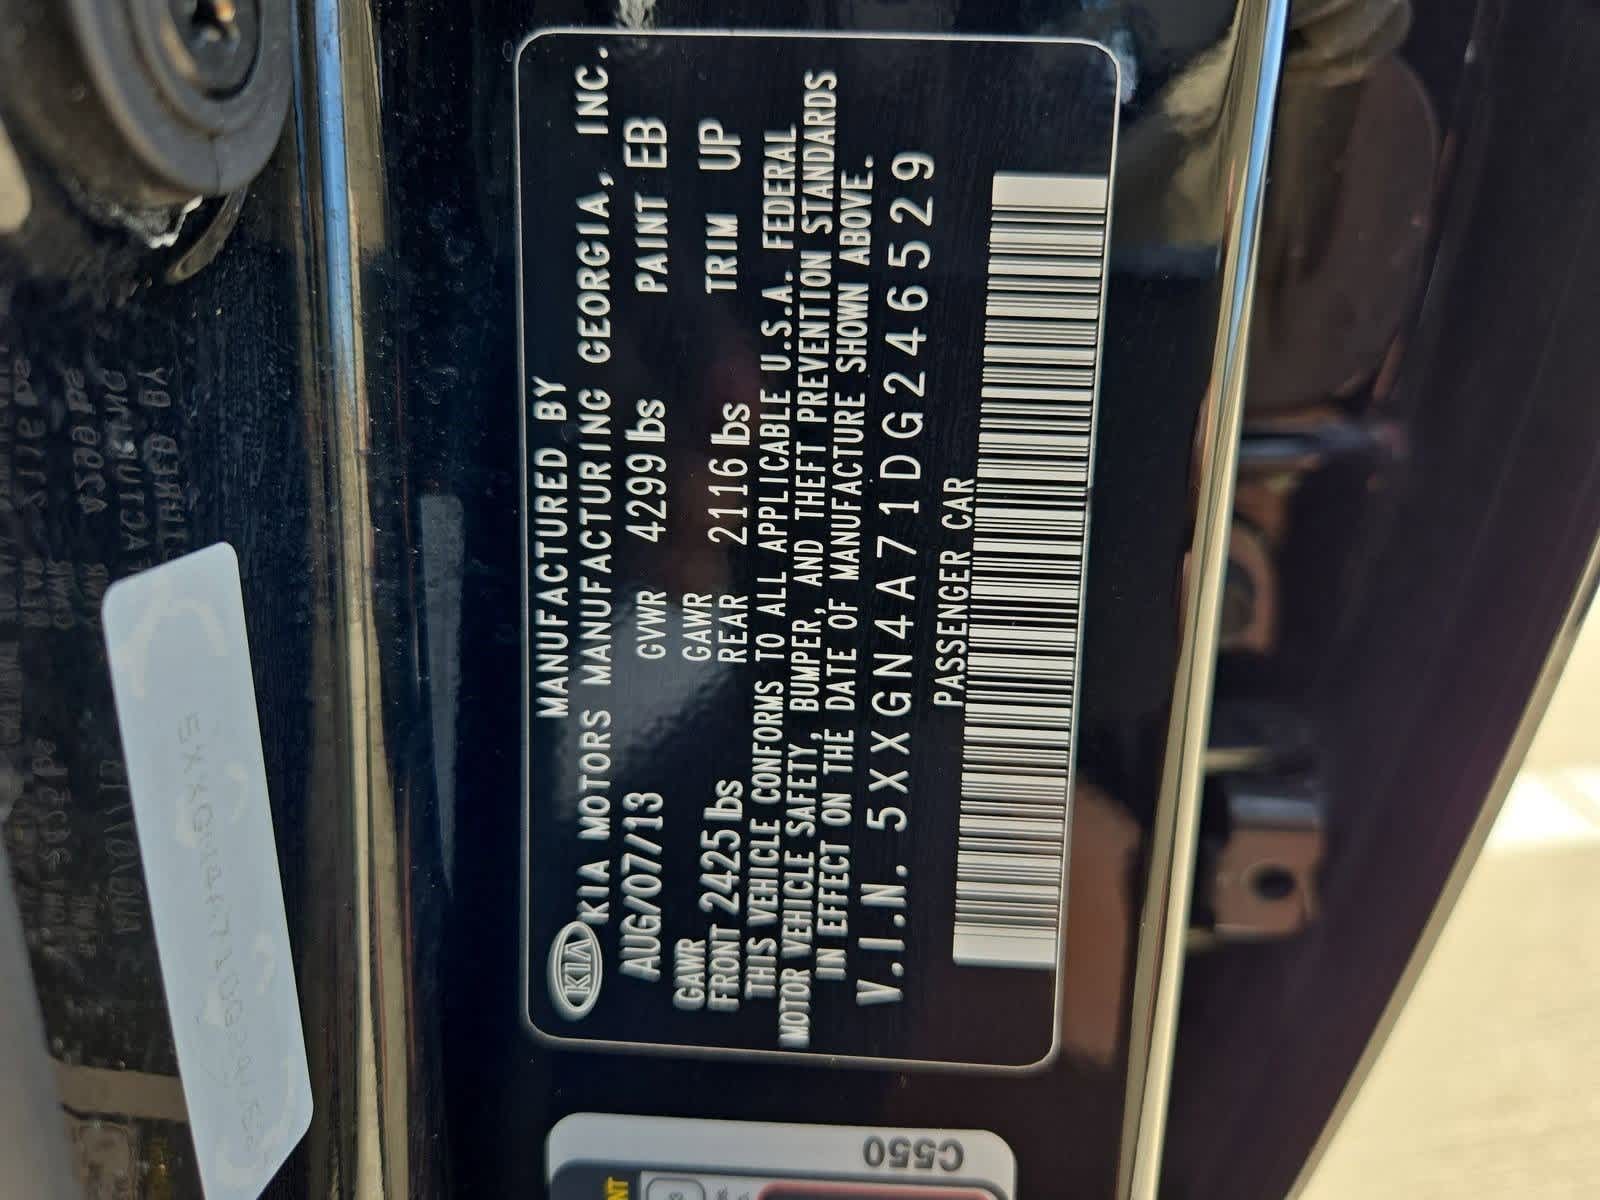 MANUFACTURED BY
KIA KIA MOTORS MANUFACTURING GEORGIA, INC.
AUG/07/13 GVWR 4299 lbs PAINT EB
GAWR FRONT 2425 lbs GAWR REAR 2116 lbs TRIM UP
THIS VEHICLE CONFORMS TO ALL APPLICABLE U.S.A. FEDERAL
MOTOR VEHICLE SAFETY, BUMPER, AND THEFT PREVENTION STANDARDS
IN EFFECT ON THE DATE OF MANUFACTURE SHOWN ABOVE.
V.I.N. 5XXGN4A71DG246529
PASSENGER CAR
C550